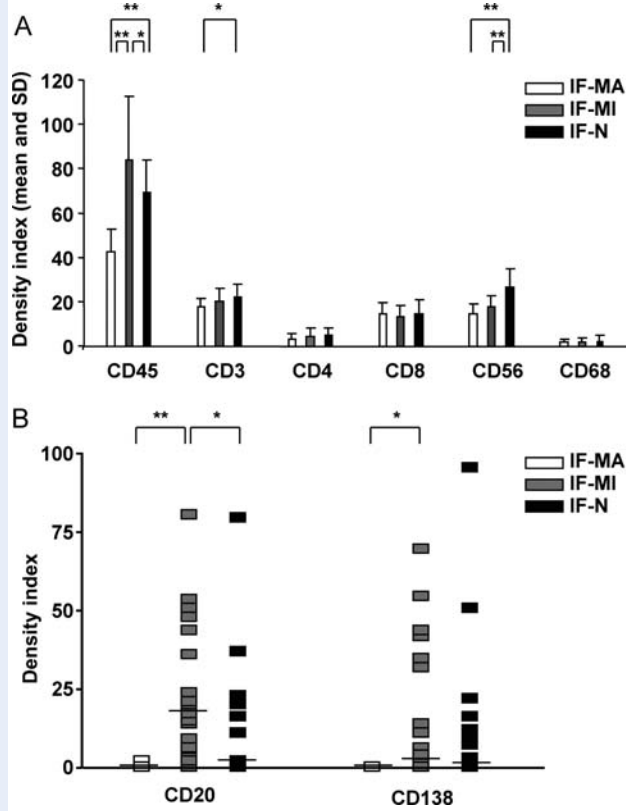 A
** *
** * **
**
120 IF-MA
100 IF-MI
80 IF-N
60
40
20
0
Density index (mean and SD)
CD45 CD3 CD4 CD8 CD56 CD68
B
** * *
100 IF-MA
75 IF-MI
50 IF-N
25
0
Density index
CD20 CD138